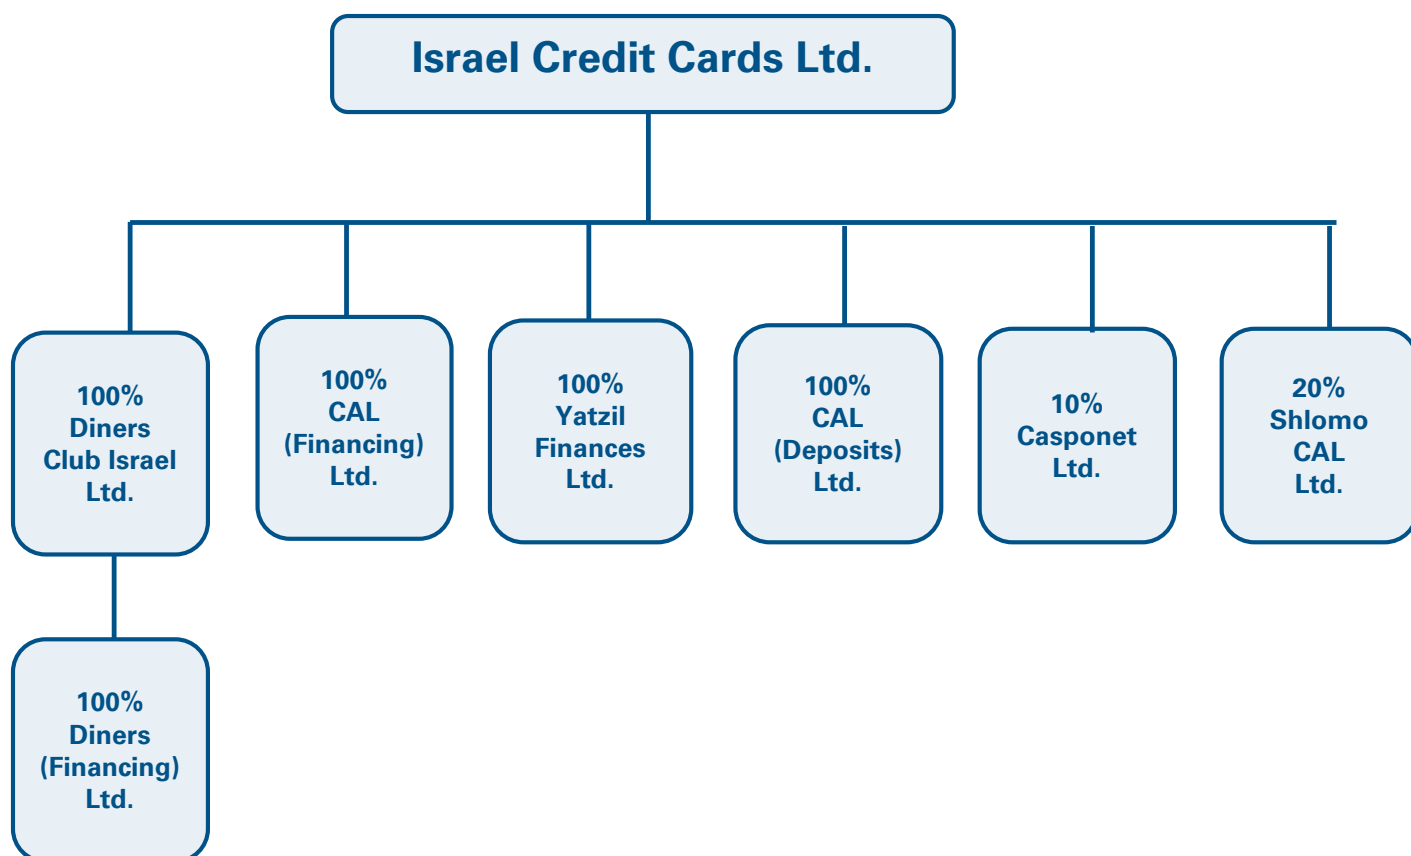 Israel Credit Cards Ltd.
100%
Diners
Club Israel
Ltd.
100%
CAL
(Financing)
Ltd.
100%
Yatzil
Finances
Ltd.
100%
CAL
(Deposits)
Ltd.
10%
Casponet
Ltd.
20%
Shlomo
CAL
Ltd.
100%
Diners
(Financing)
Ltd.